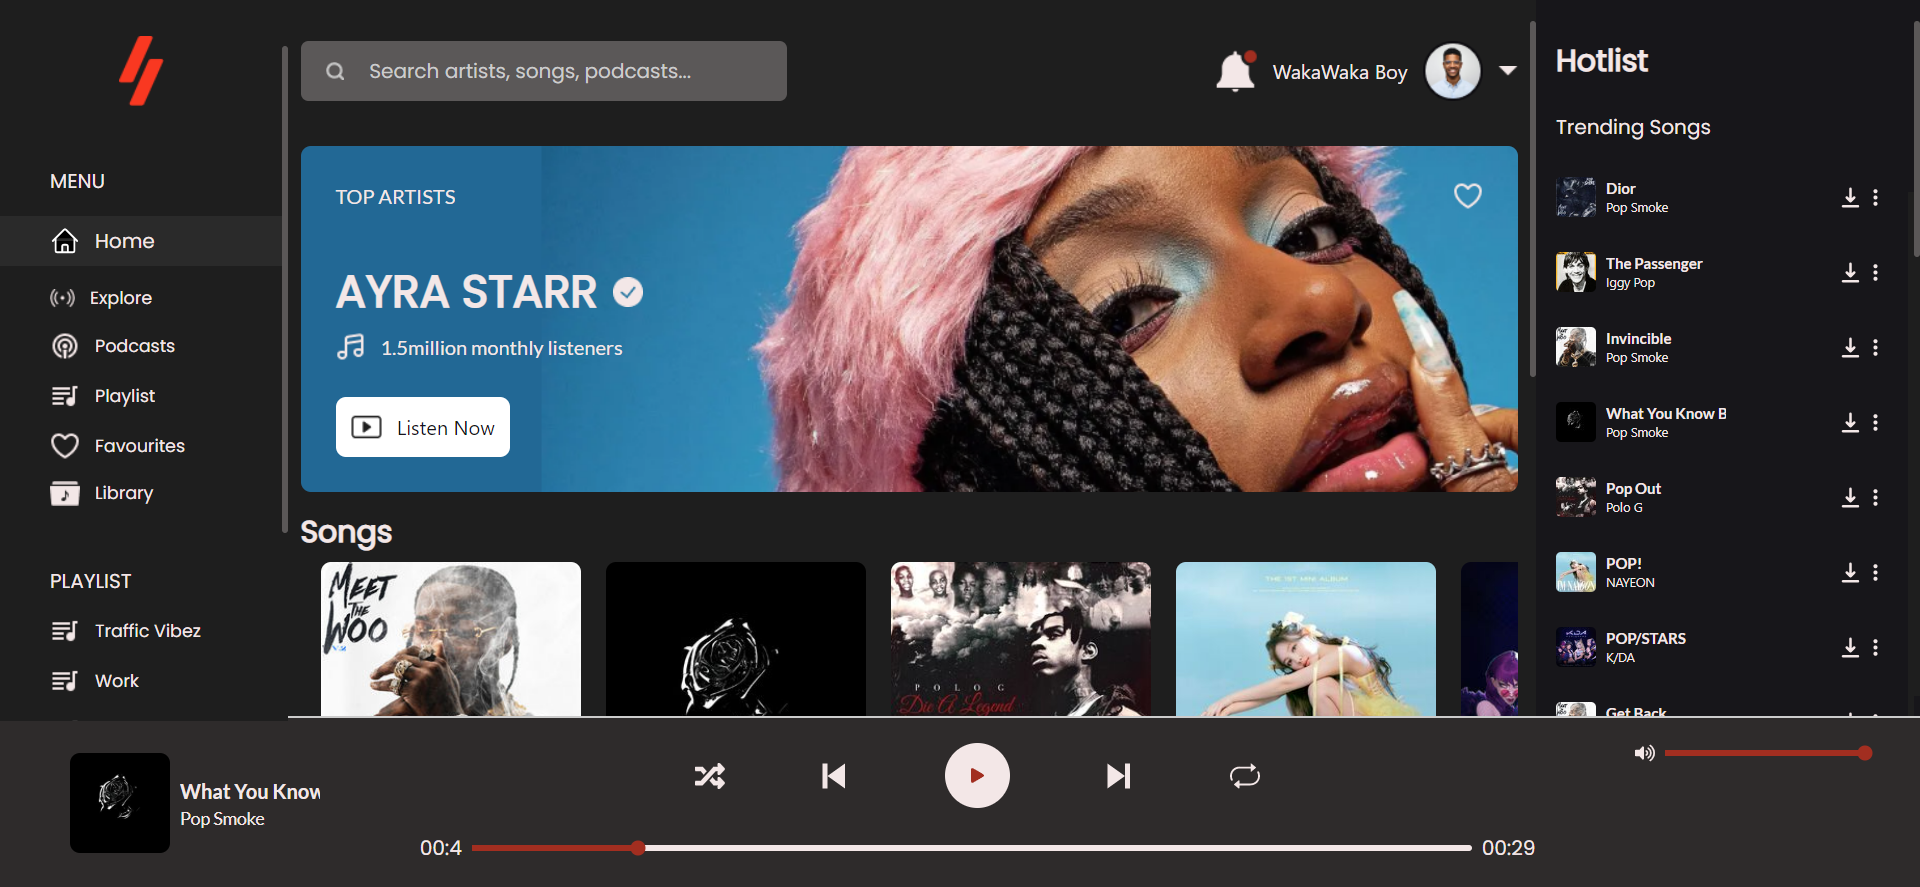 MENU
Home
Explore
Podcasts
Playlist
Favourites
Library
PLAYLIST
Traffic Vibez
Work
Search artists, songs, podcasts...
WakaWaka Boy
TOP ARTISTS
AYRA STARR
1.5million monthly listeners
Listen Now
Songs
MEET
THE
WOO
POLO G
Die A Legend
THE 1ST MINI ALBUM
Hotlist
Trending Songs
Dior
Pop Smoke
The Passenger
Iggy Pop
Invincible
Pop Smoke
What You Know B
Pop Smoke
Pop Out
Polo G
POP!
NAYEON
POP/STARS
K/DA
Get Back
What You Know
Pop Smoke
00:4
00:29